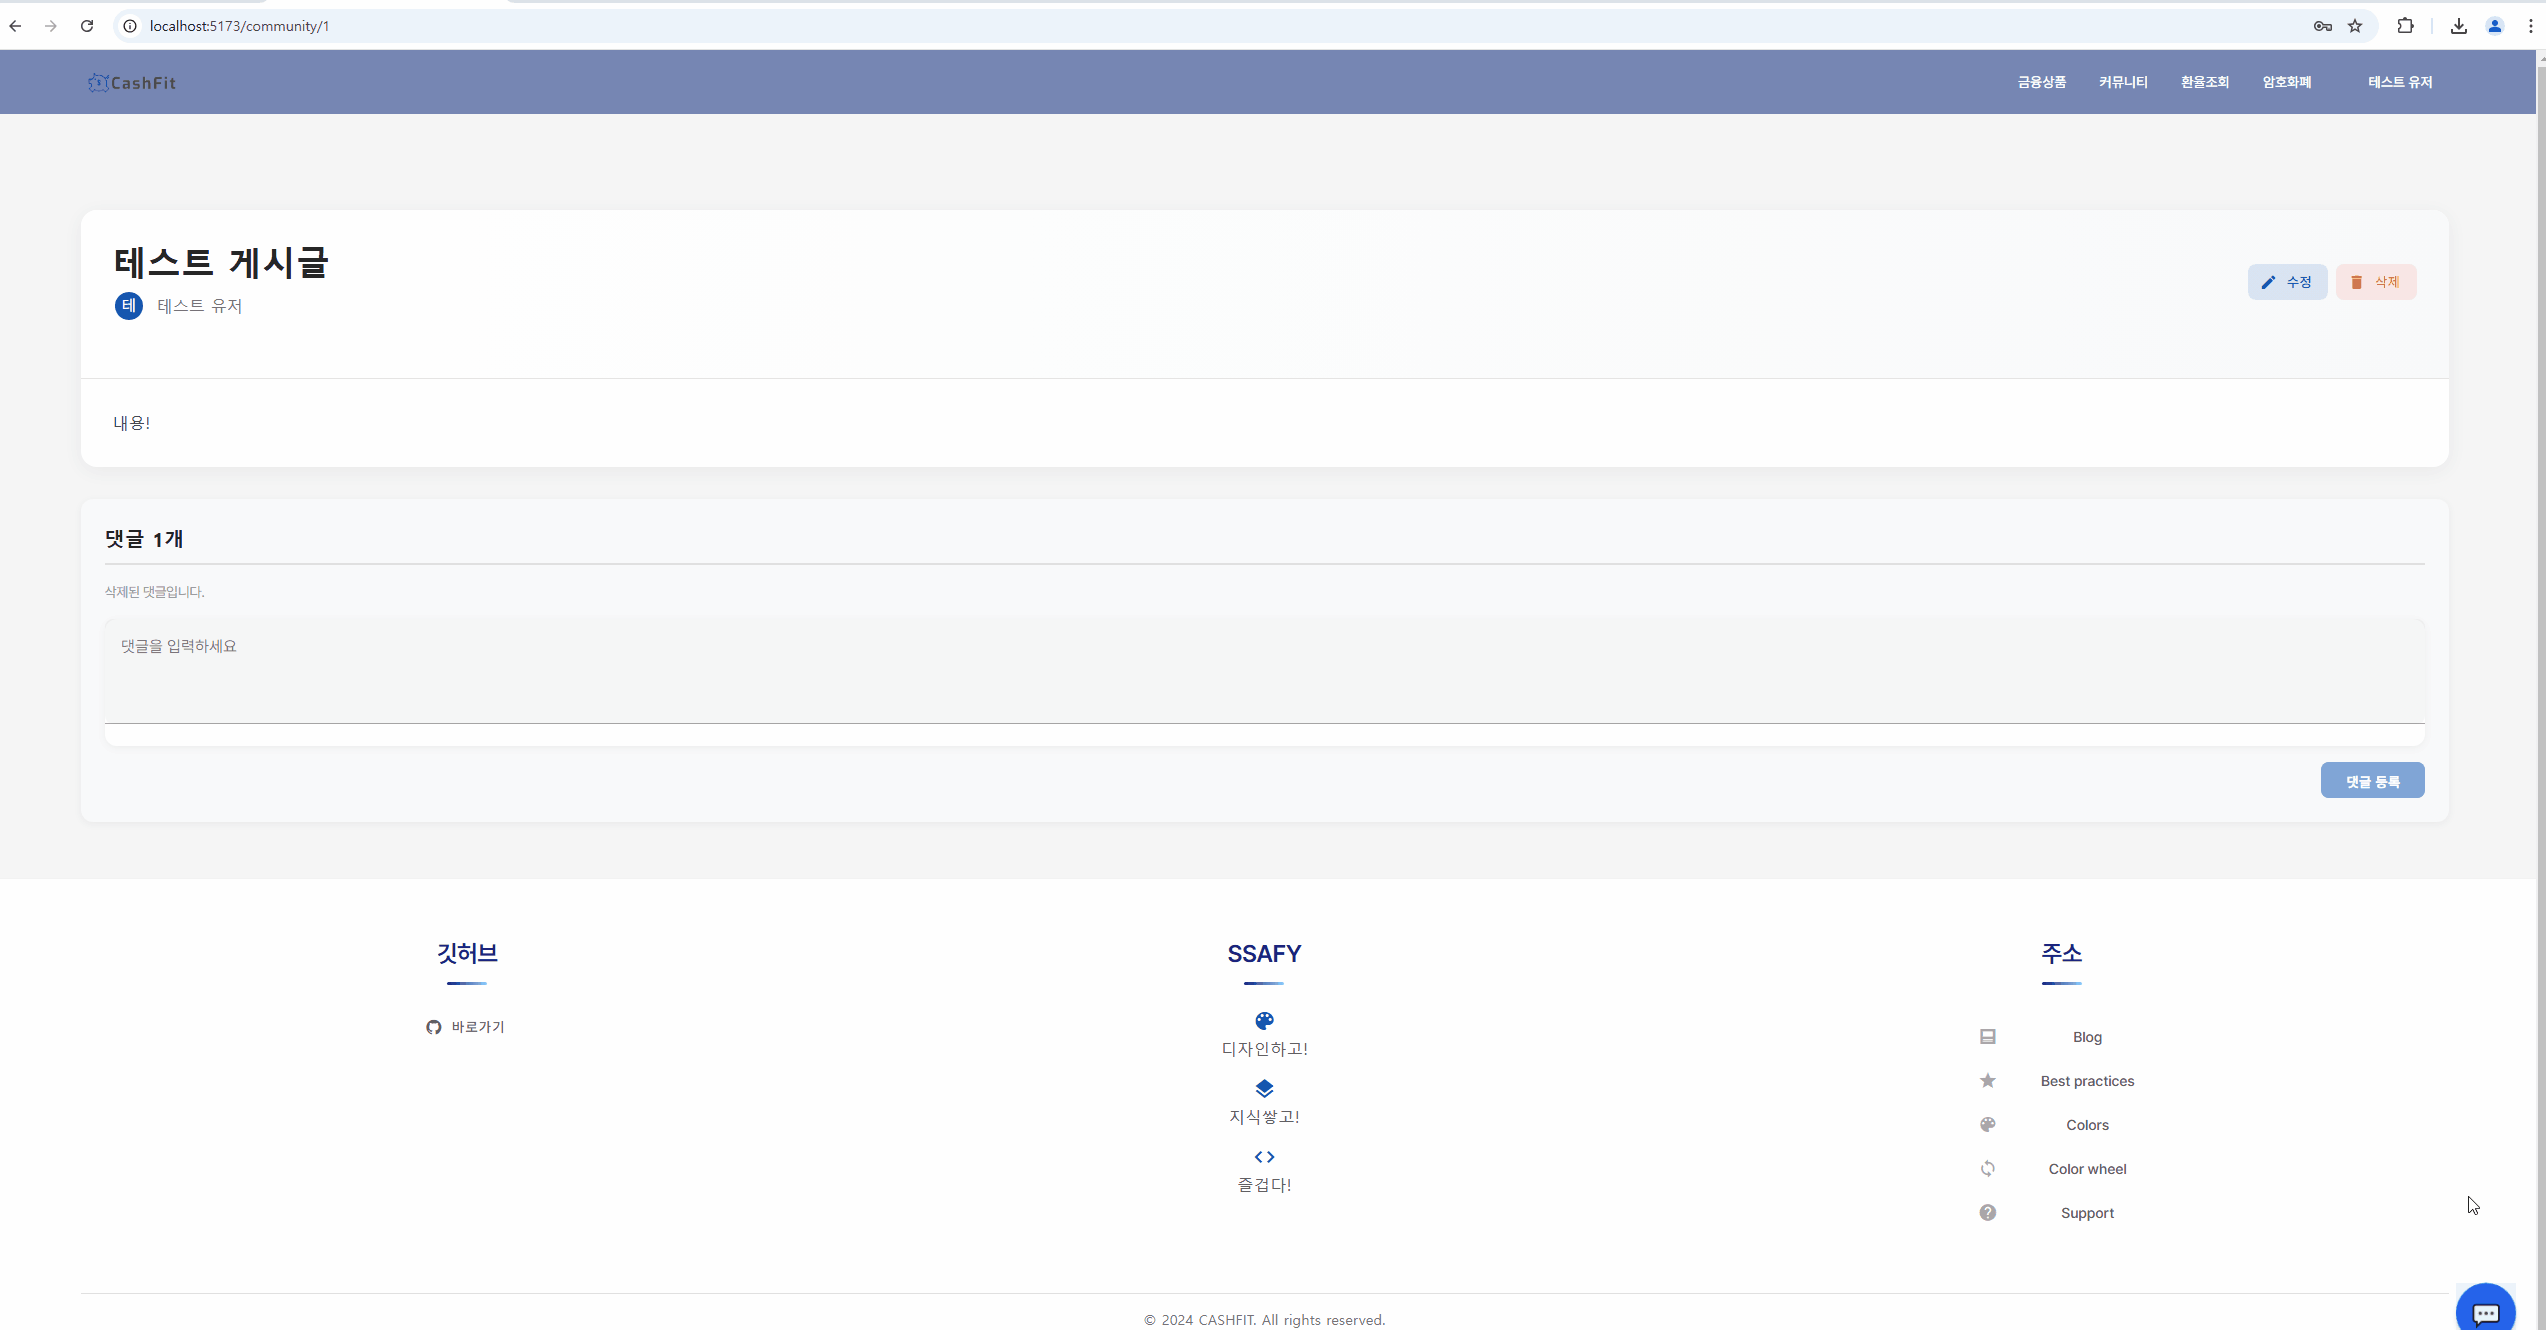 localhost:5173/community/1
CashFit
금융상품 커뮤니티 환율조회 암호화폐 테스트 유저
테스트 게시글
테 테스트 유저
수정 삭제
내용!
댓글 1개
삭제된 댓글입니다.
댓글을 입력하세요
댓글 등록
깃허브
바로가기
SSAFY
디자인하고!
지식쌓고!
즐겁다!
주소
Blog
Best practices
Colors
Color wheel
Support
© 2024 CASHFIT. All rights reserved.